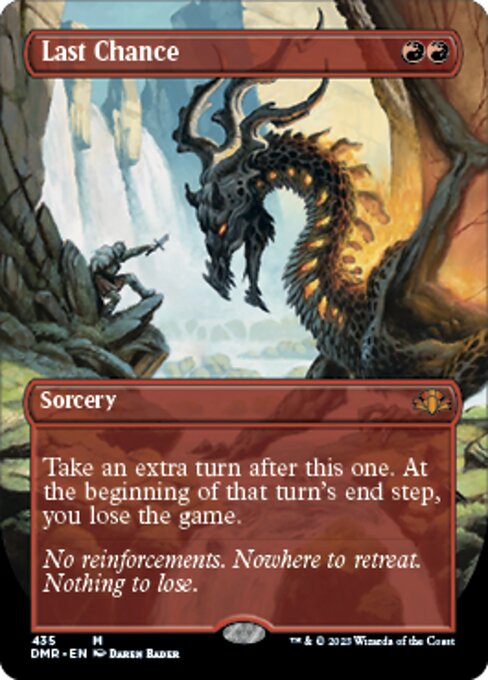 Last Chance
Sorcery
Take an extra turn after this one. At
the beginning of that turn's end step,
you lose the game.
No reinforcements. Nowhere to retreat.
Nothing to lose.
435 M
DMR • EN Daren Bader
™ & © 2023 Wizards of the Coast